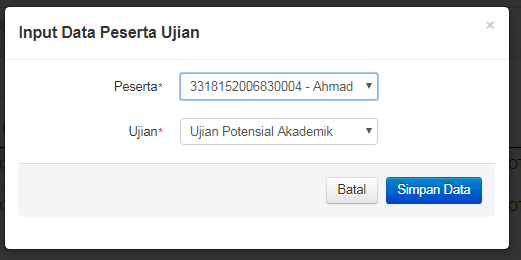 Input Data Peserta Ujian
×
Peserta* 3318152006830004 - Ahmad
Ujian* Ujian Potensial Akademik
Batal Simpan Data